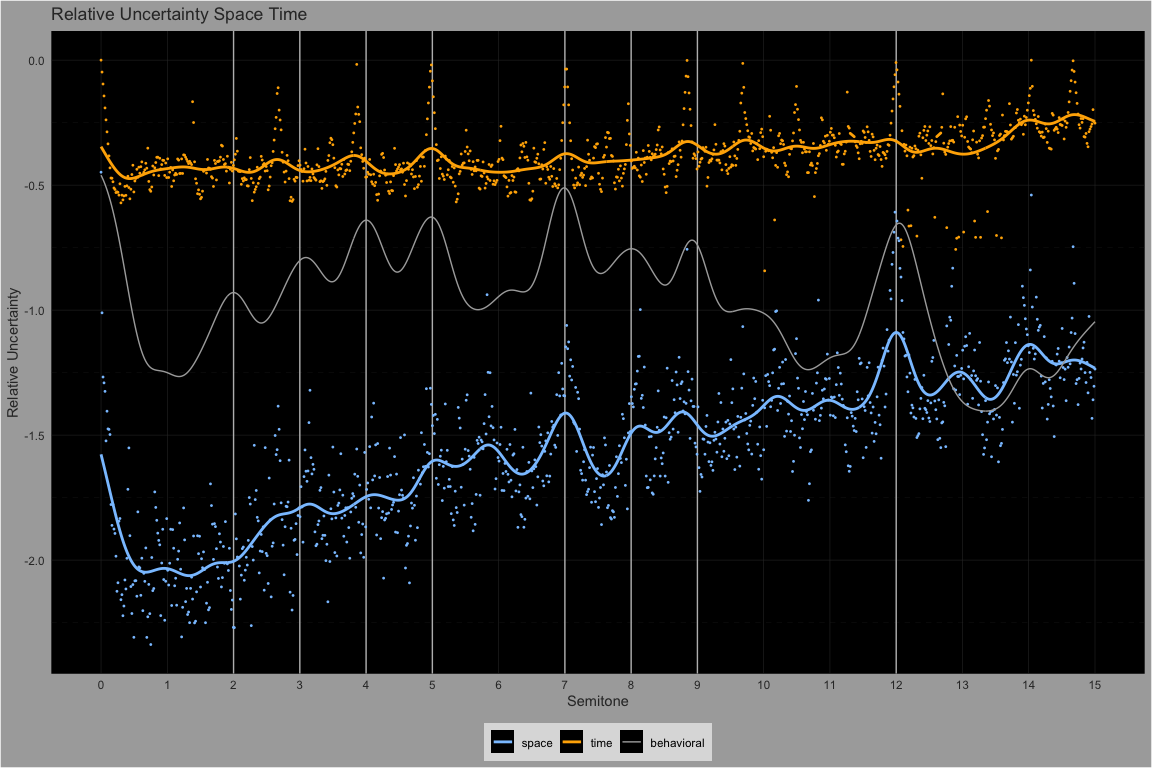 Relative Uncertainty Space Time
0.0
-0.5
-1.0
-1.5
-2.0
Relative Uncertainty
0 1 2 3 4 5 6 7 8 9 10 11 12 13 14 15
Semitone
space time behavioral